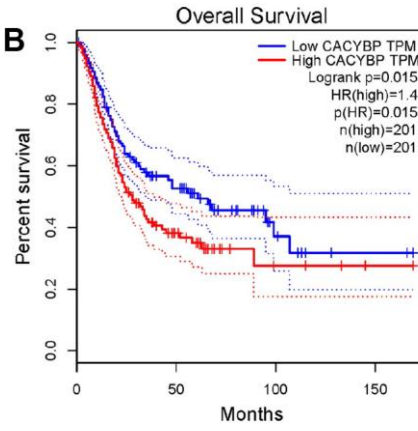 B
Overall Survival
Low CACYBP TPM
High CACYBP TPM
Logrank p=0.015
HR(high)=1.4
p(HR)=0.015
n(high)=201
n(low)=201
Percent survival
1.0
0.8
0.6
0.4
0.2
0.0
0 50 100 150
Months